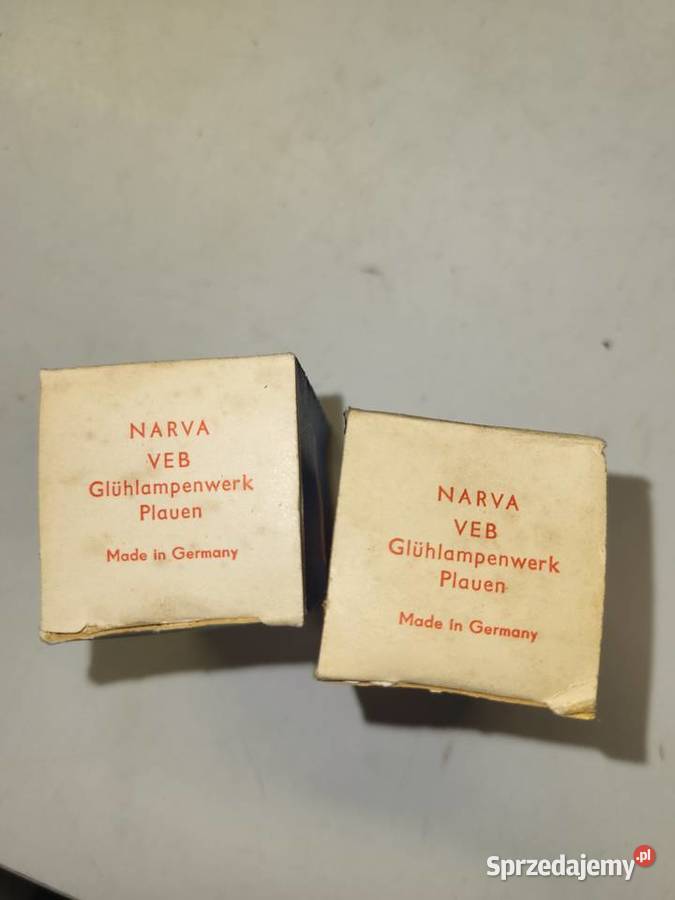 NARVA
VEB
Glühlampenwerk
Plauen
Made in Germany
NARVA
VEB
Glühlampenwerk
Plauen
Made in Germany
Sprzedajemy.pl